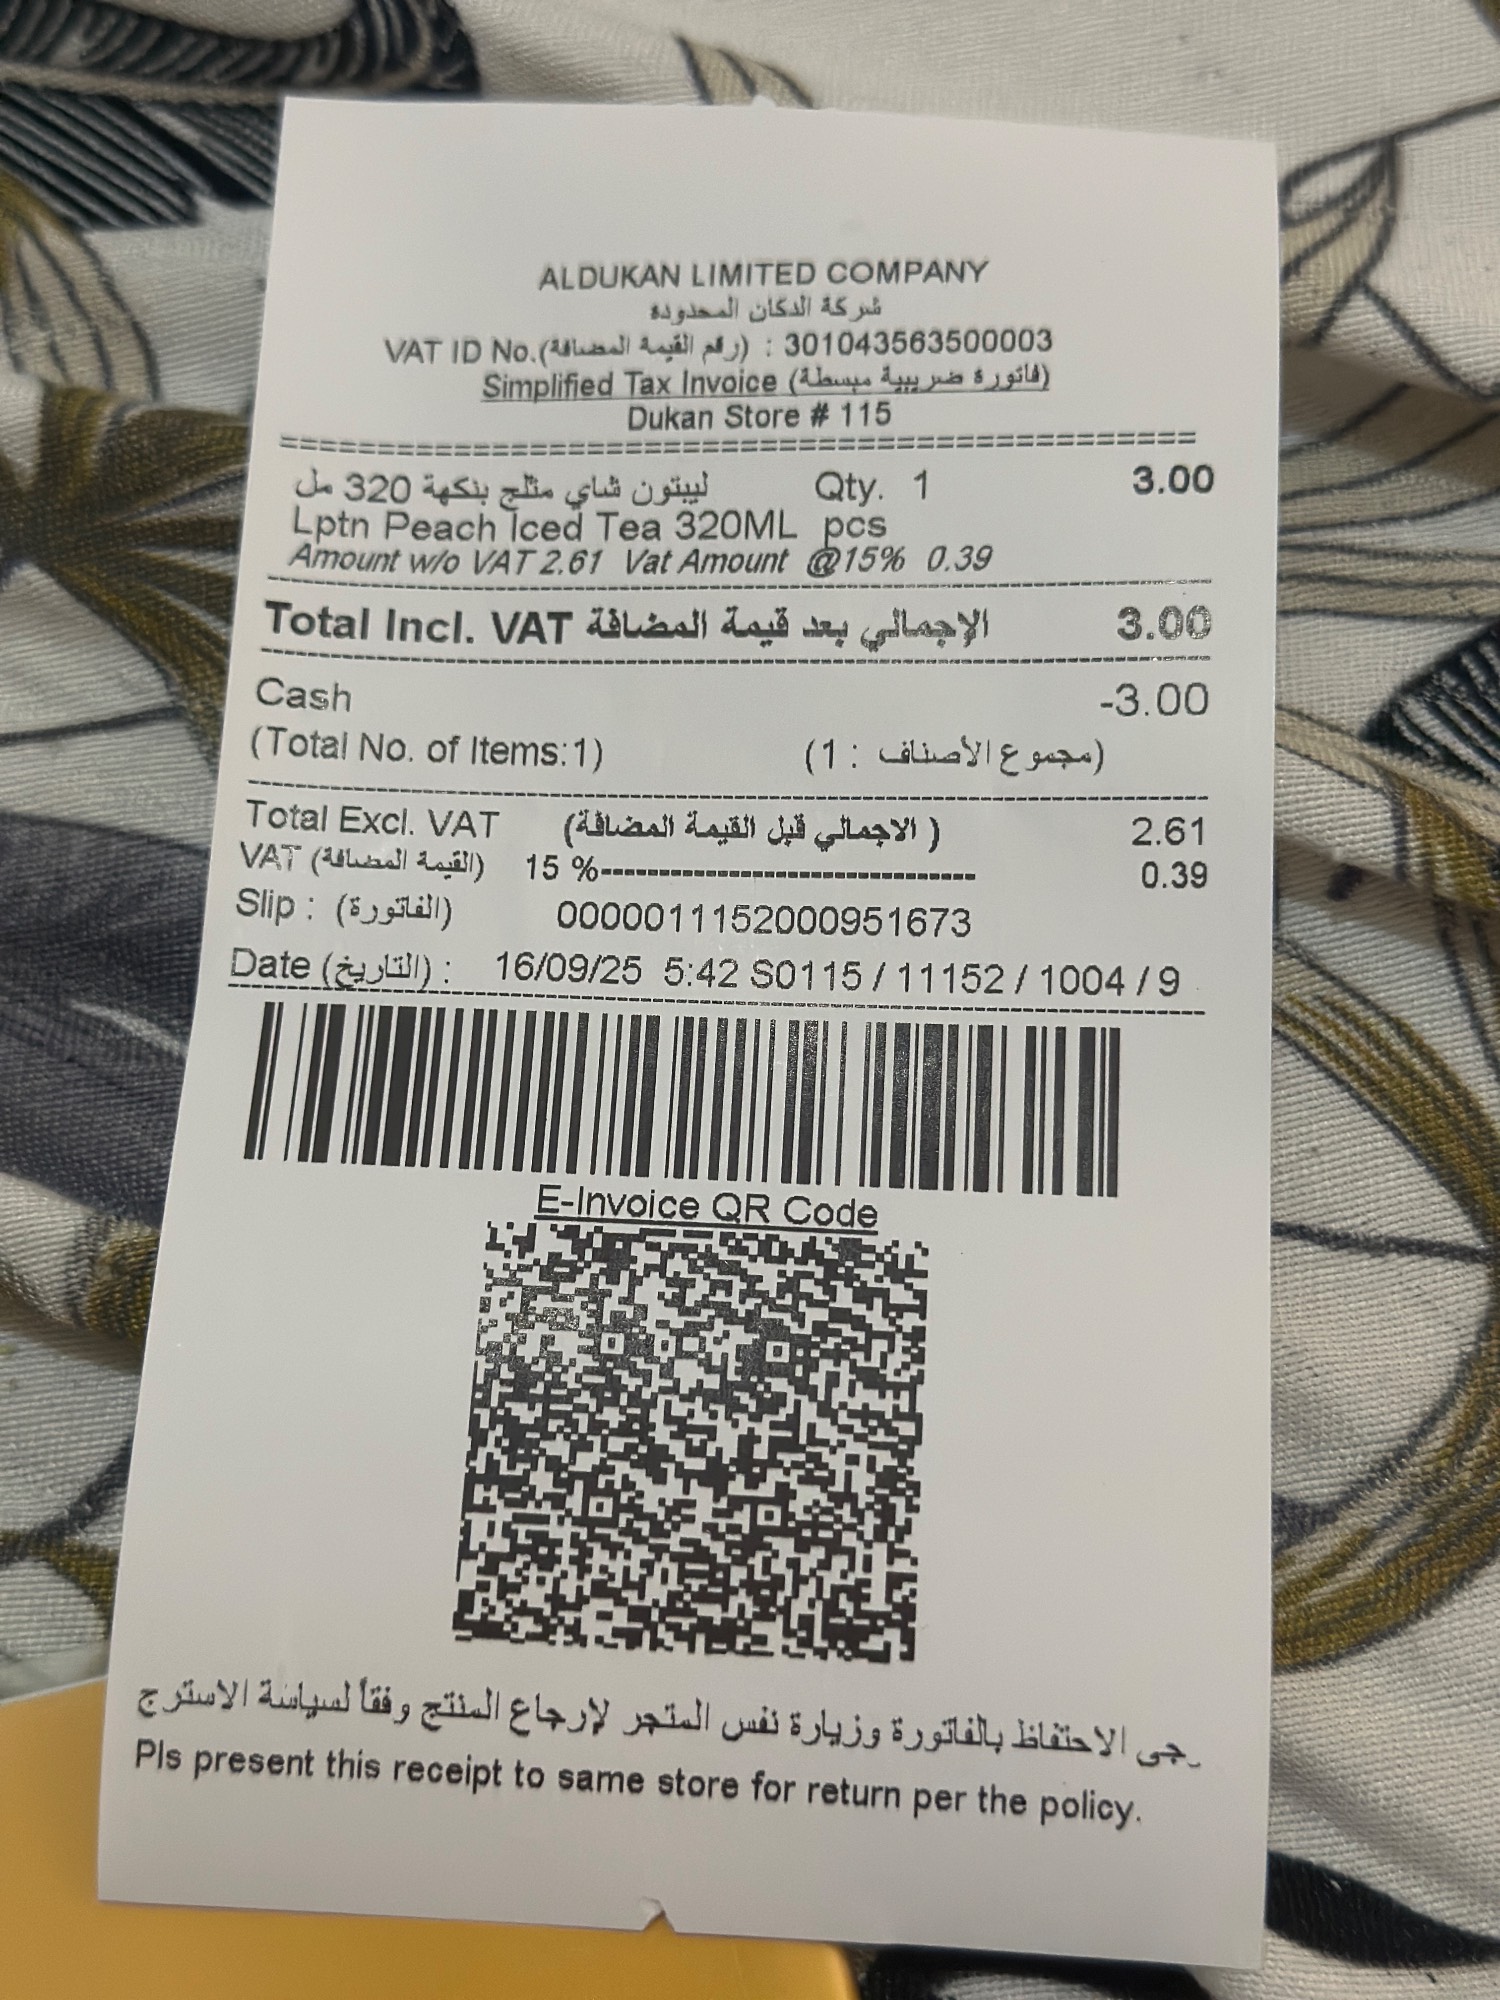 ALDUKAN LIMITED COMPANY
شركة الدكان المحدوده
VAT ID No.(رقم القيمة المضافة) : 301043563500003
Simplified Tax Invoice (فاتورة ضريبية مبسطة)
Dukan Store # 115
==============================================
ليبتون شاي مثلج بنكهة 320 مل Qty. 1 3.00
Lptn Peach Iced Tea 320ML pcs
Amount w/o VAT 2.61 Vat Amount @15% 0.39
Total Incl. VAT الإجمالي بعد قيمة المضافة 3.00
Cash -3.00
(Total No. of Items:1) (مجموع الأصناف : 1)
Total Excl. VAT (الاجمالي قبل القيمة المضافة ) 2.61
VAT (القيمة المضافة) 15 %-------------------------------- 0.39
Slip : (الفاتورة) 0000011152000951673
Date (التاريخ) : 16/09/25 5:42 S0115 / 11152 / 1004 / 9
E-Invoice QR Code
رجى الاحتفاظ بالفاتورة وزيارة نفس المتجر لإرجاع المنتج وفقاً لسياسة الاسترج
Pls present this receipt to same store for return per the policy.